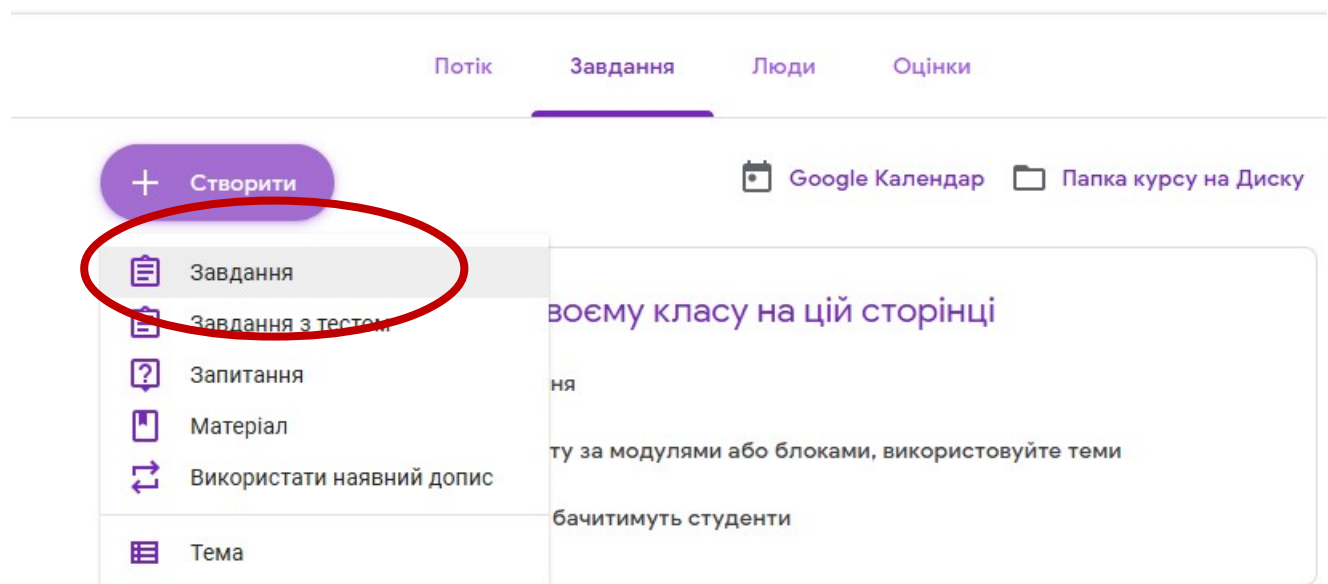 Потік Завдання Люди Оцінки
Створити Google Календар Папка курсу на Диску
Завдання
воєму класу на цій сторінці
Завдання з тестом
Запитання
ня
Матеріал
ту за модулями або блоками, використовуйте теми
Використати наявний допис
бачитимуть студенти
Тема